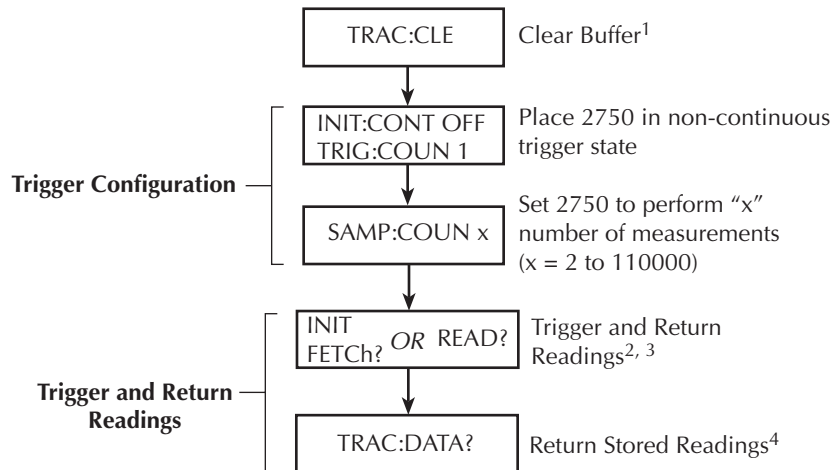 TRAC:CLE
Clear Buffer1
INIT:CONT OFF
TRIG:COUN 1
Place 2750 in non-continuous
trigger state
Trigger Configuration
SAMP:COUN x
Set 2750 to perform “x”
number of measurements
(x = 2 to 110000)
INIT
FETCh?
OR READ?
Trigger and Return
Readings2, 3
Trigger and Return
Readings
TRAC:DATA?
Return Stored Readings4